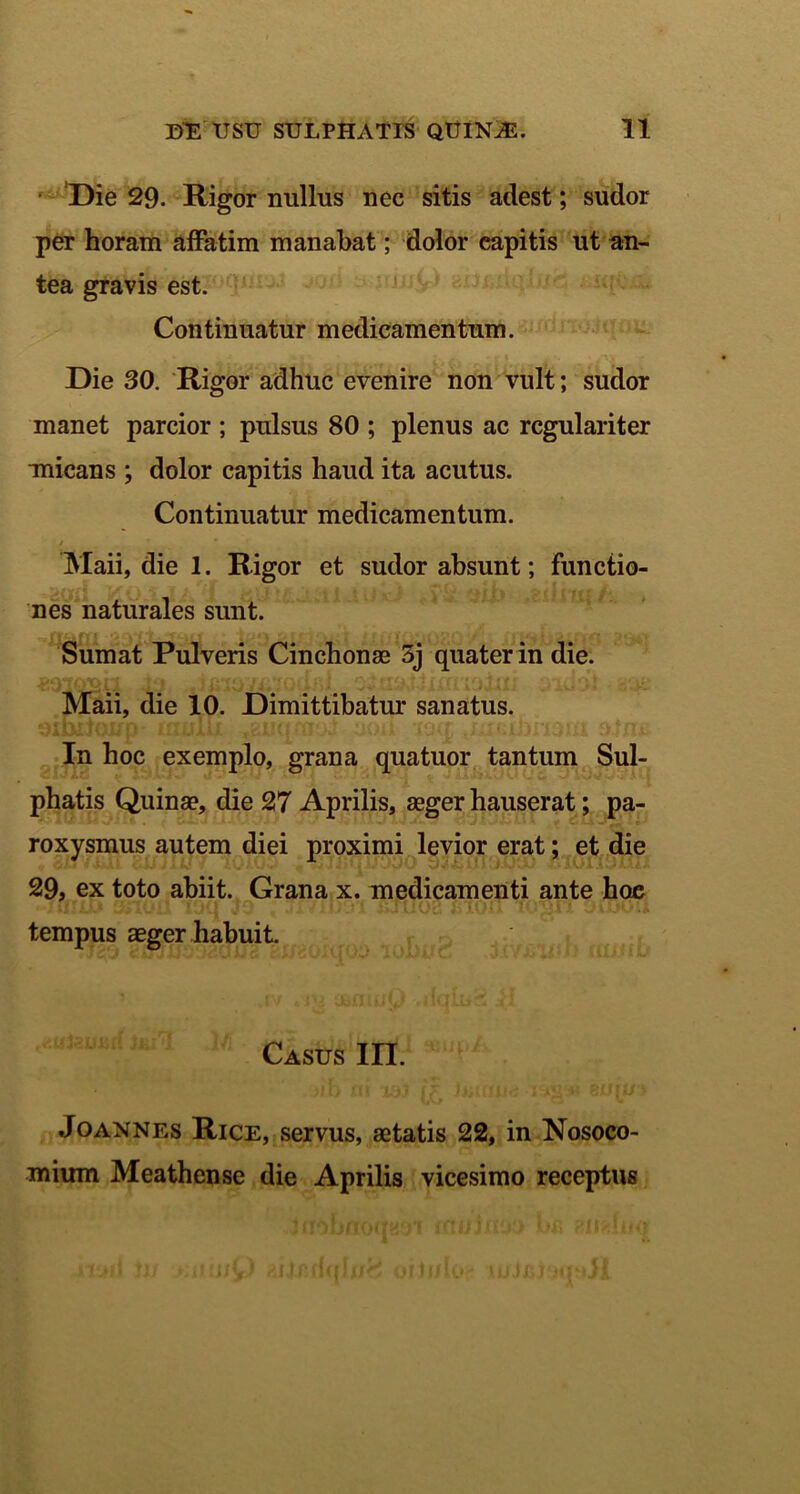 DE USU SULPHATIS QUINÆ. 11
Die 29. Rigor nullus nec sitis adest; sudor
per horam affatim manabat; dolor capitis ut an-
tea gravis est.
Continuatur medicamentum.
Die 30. Rigor adhuc evenire non vult; sudor
manet parcior; pulsus 80; plenus ac regulariter
micans; dolor capitis haud ita acutus.
Continuatur medicamentum.
Maii, die 1. Rigor et sudor absunt; functio-
nes naturales sunt.
Sumat Pulveris Cinchonæ ʒj quater in die.
Maii, die 10. Dimittibatur sanatus.
In hoc exemplo, grana quatuor tantum Sul-
phatis Quinæ, die 27 Aprilis, æger hauserat; pa-
roxysmus autem diei proximi levior erat; et die
29, ex toto abiit. Grana x. medicamenti ante hoc
tempus æger habuit.
Casus III.
Joannes Rice, servus, ætatis 22, in Nosoco-
mium Meathense die Aprilis vicesimo receptus